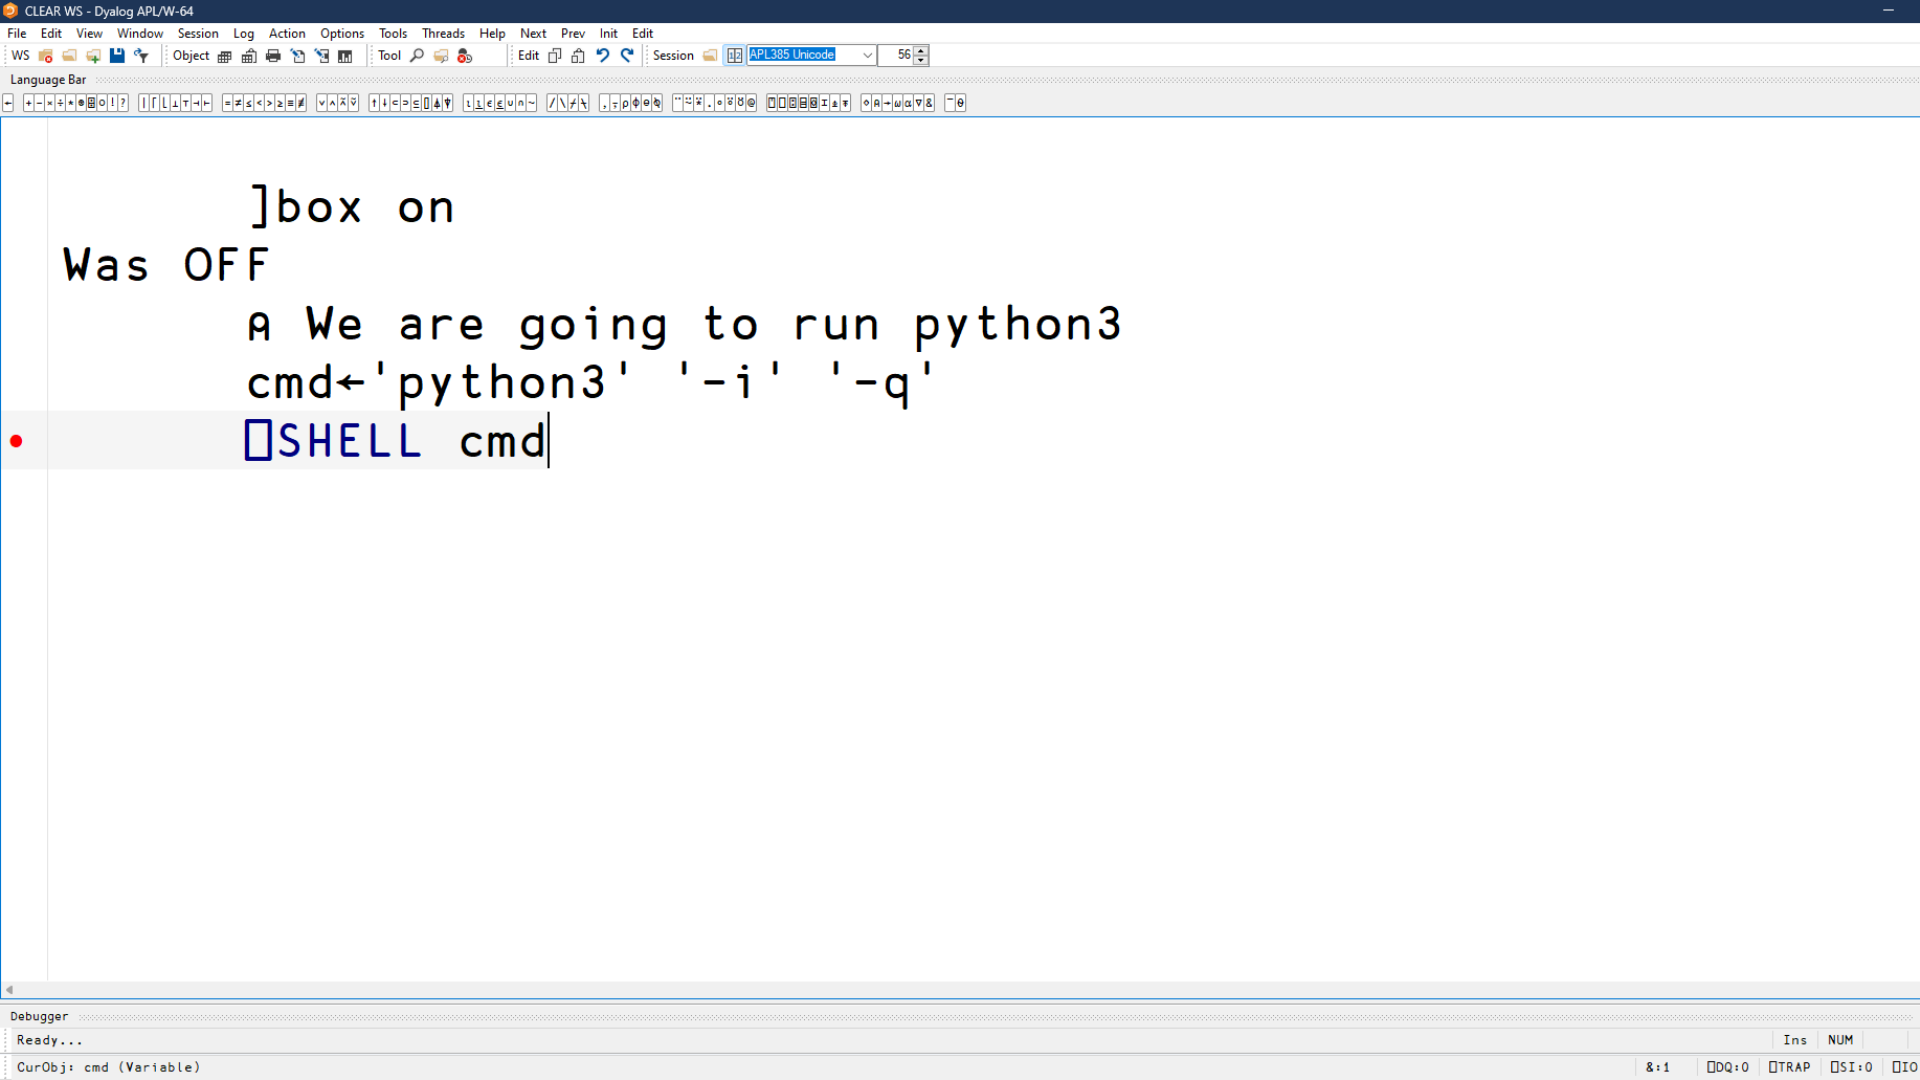 CLEAR WS - Dyalog APL/W-64
File Edit View Window Session Log Action Options Tools Threads Help Next Prev Init Edit
WS Object Tool Edit Session APL385 Unicode 56
Language Bar
]box on
Was OFF
⍝ We are going to run python3
cmd←'python3' '-i' '-q'
⎕SHELL cmd
Debugger
Ready...
Ins NUM
CurObj: cmd (Variable)
&:1 ⎕DQ:0 ⎕TRAP ⎕SI:0 ⎕IO